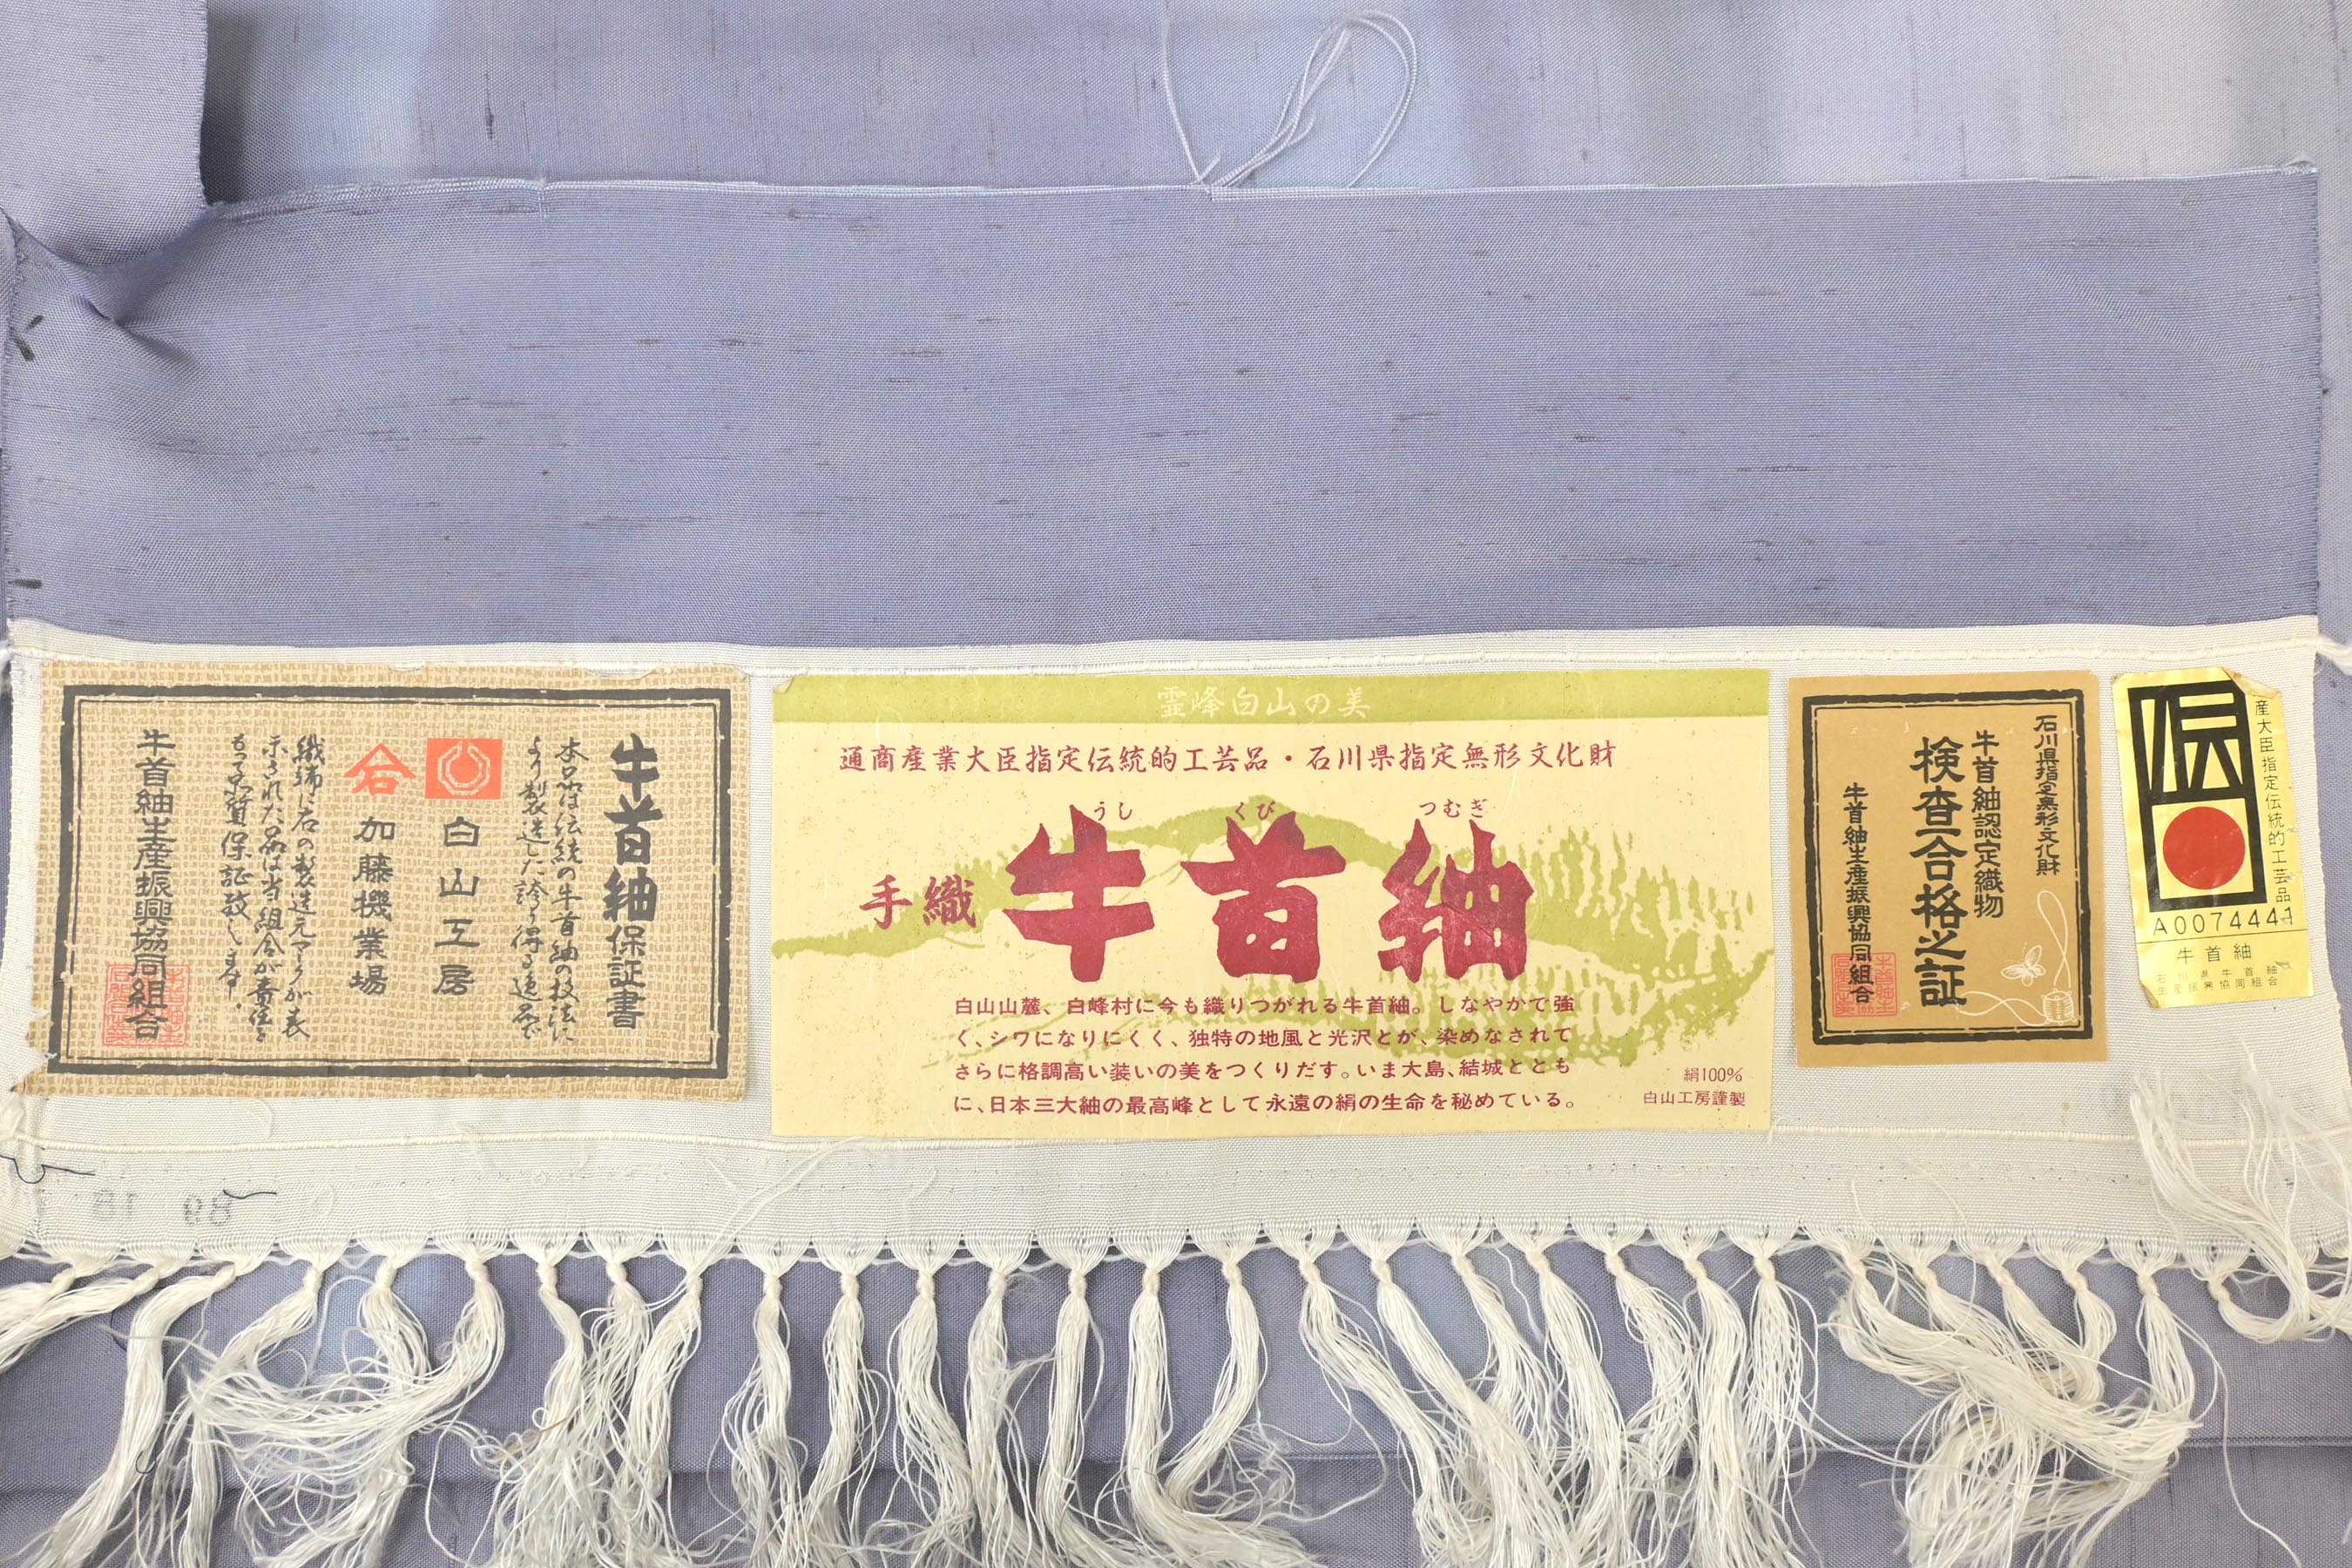 牛首紬保証書
本品は伝統の牛首紬の技法に
より製造した誇り得る逸品で
白山工房
加藤機業場
織端に右の製造元マークが表
示された品は当組合が責任を
もって品質保証致します。
牛首紬生産振興協同組合
霊峰白山の美
通商産業大臣指定伝統的工芸品・石川県指定無形文化財
うし くび つむぎ
手織 牛首紬
白山山麓、白峰村に今も織りつがれる牛首紬。しなやかで強
く、シワになりにくく、独特の地風と光沢とが、染めなされて
さらに格調高い装いの美をつくりだす。いま大島、結城ととも
に、日本三大紬の最高峰として永遠の絹の生命を秘めている。
絹100%
白山工房謹製
石川県指定無形文化財
牛首紬認定織物
検査合格之証
牛首紬生産振興協同組合
伝
産大臣指定伝統的工芸品
A0074441
牛首紬
石川県牛首紬
生産振興協同組合